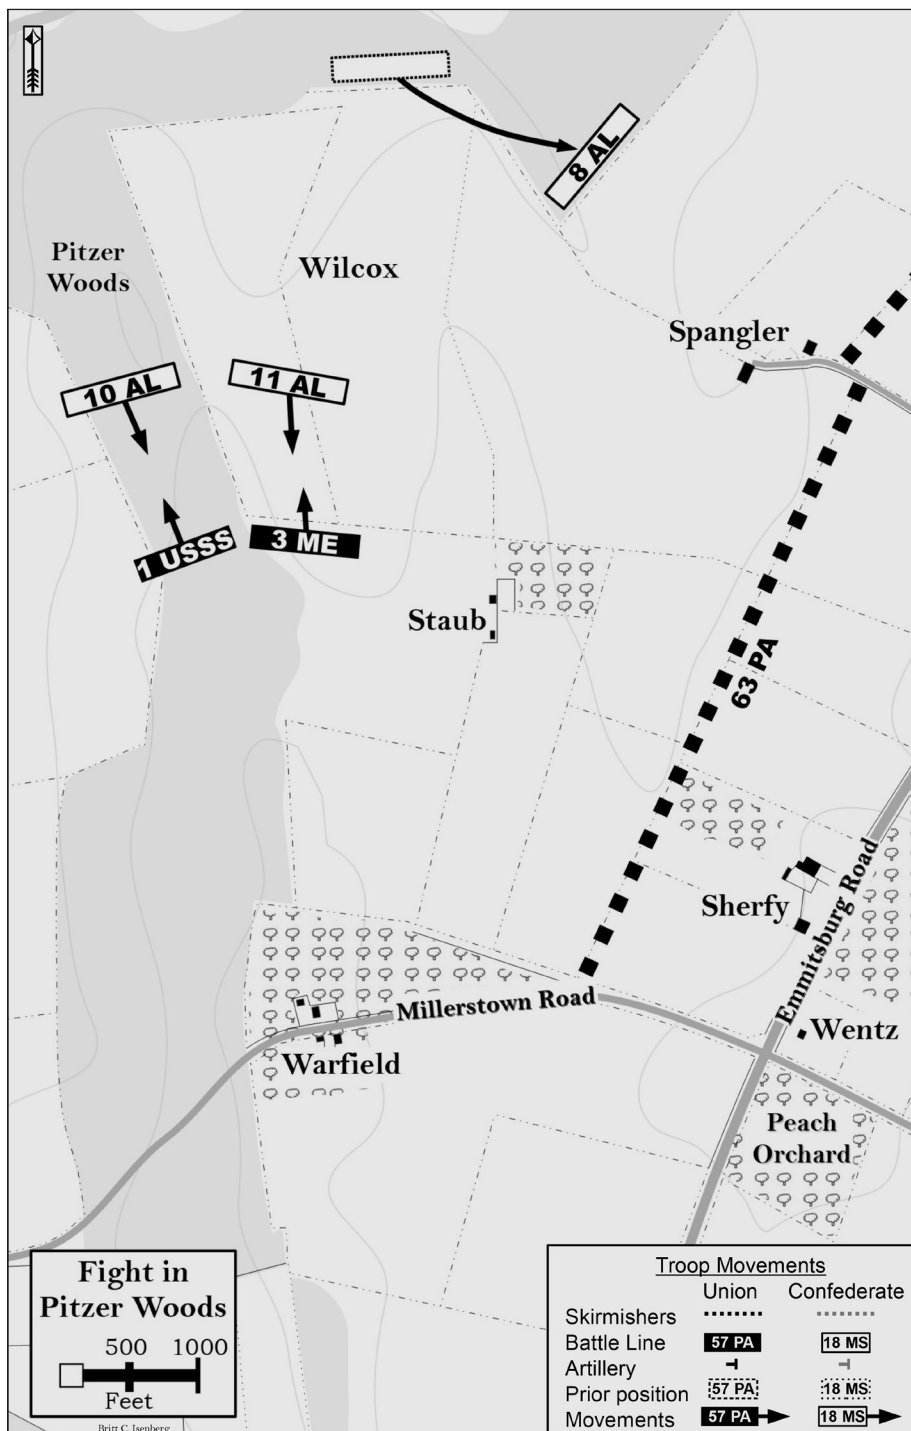 8 AL
Pitzer
Woods
Wilcox
Spangler
10 AL
11 AL
1 USSS
3 ME
Staub
63 PA
Sherfy
Emmitsburg Road
Millerstown Road
Wentz
Warfield
Peach
Orchard
Fight in
Pitzer Woods
500 1000
Feet
Britt C. Isenberg
Troop Movements
Union Confederate
Skirmishers
Battle Line 57 PA 18 MS
Artillery
Prior position 57 PA 18 MS
Movements 57 PA 18 MS